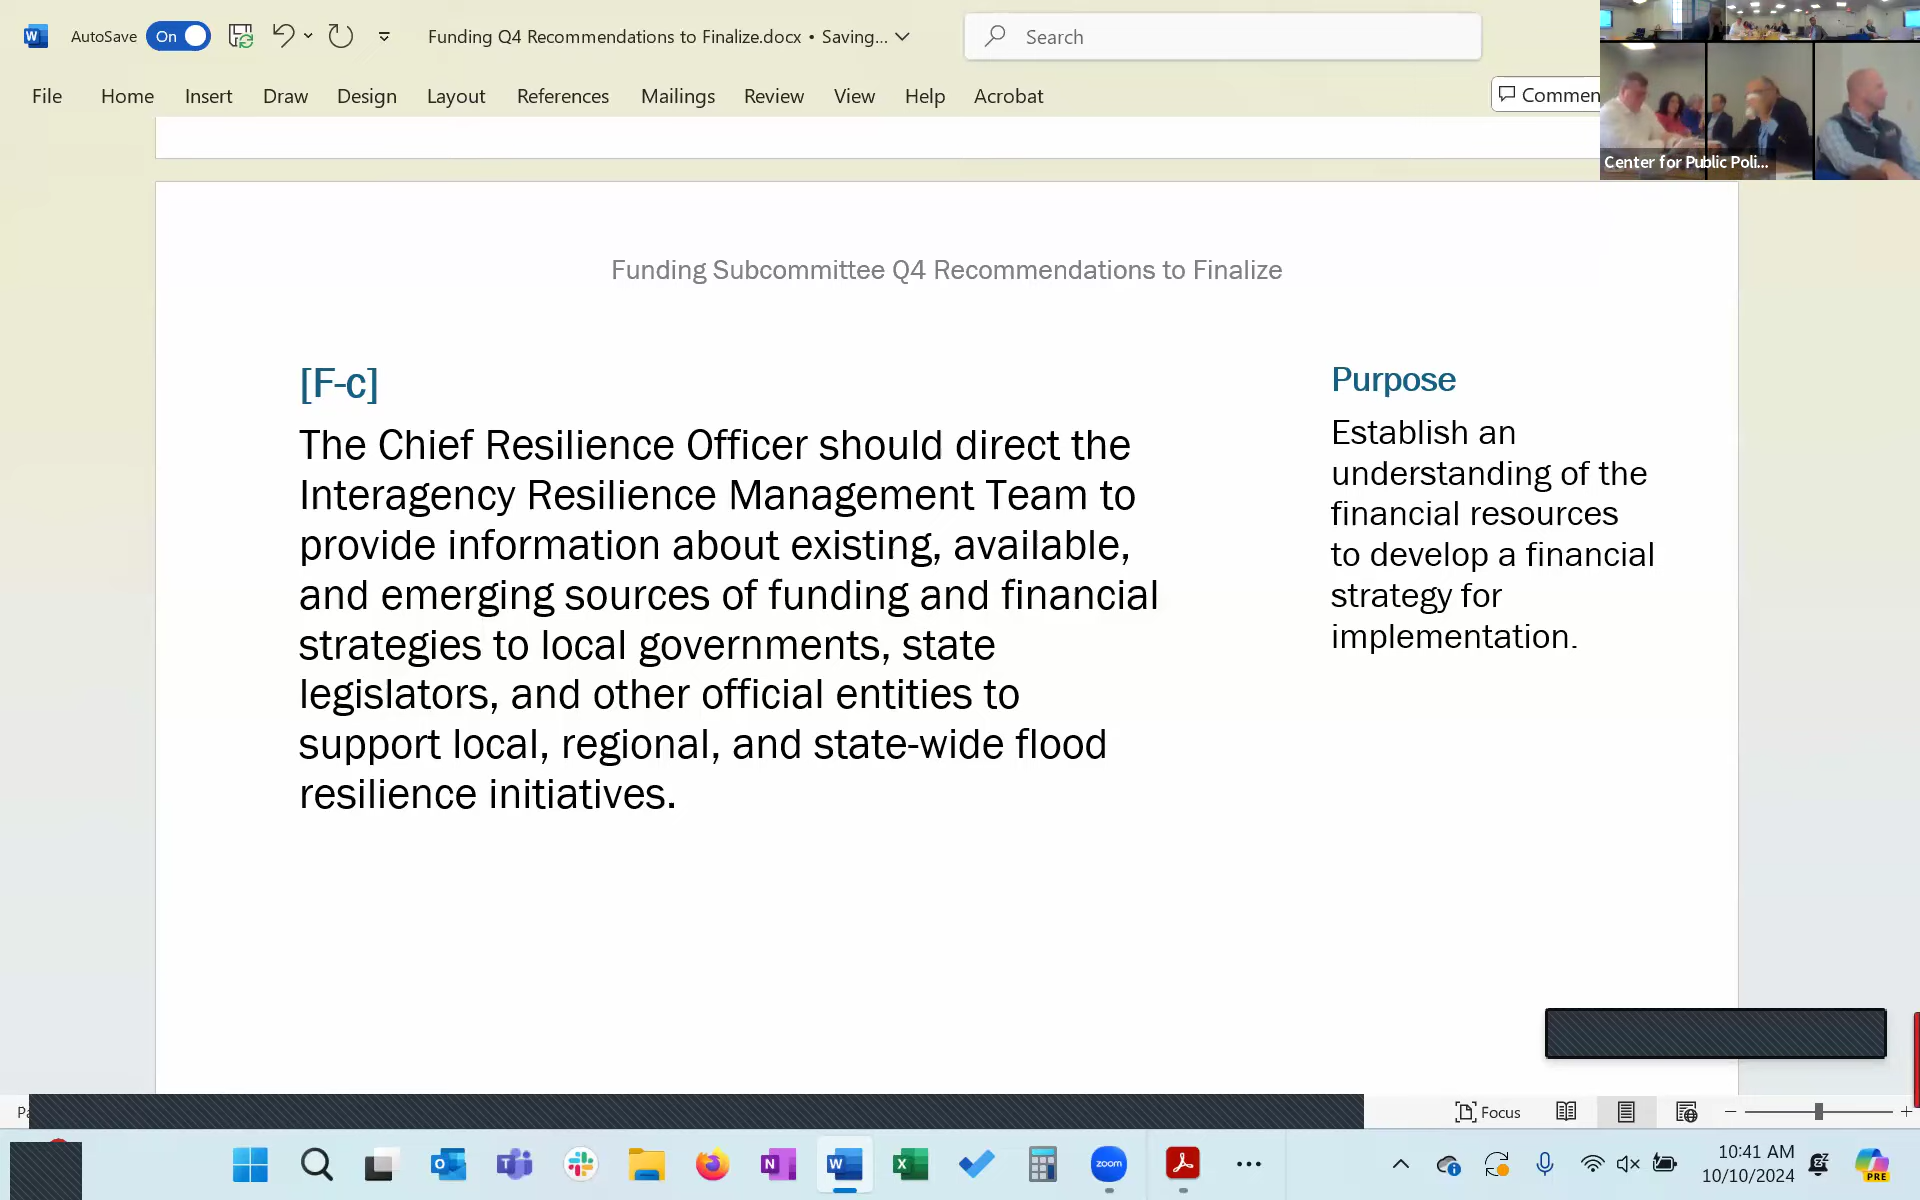 AutoSave On Funding Q4 Recommendations to Finalize.docx • Saving... Search
File Home Insert Draw Design Layout References Mailings Review View Help Acrobat Commen
Center for Public Poli...
Funding Subcommittee Q4 Recommendations to Finalize
[F-c]
The Chief Resilience Officer should direct the
Interagency Resilience Management Team to
provide information about existing, available,
and emerging sources of funding and financial
strategies to local governments, state
legislators, and other official entities to
support local, regional, and state-wide flood
resilience initiatives.
Purpose
Establish an
understanding of the
financial resources
to develop a financial
strategy for
implementation.
Focus
zoom
10:41 AM
10/10/2024
PRE